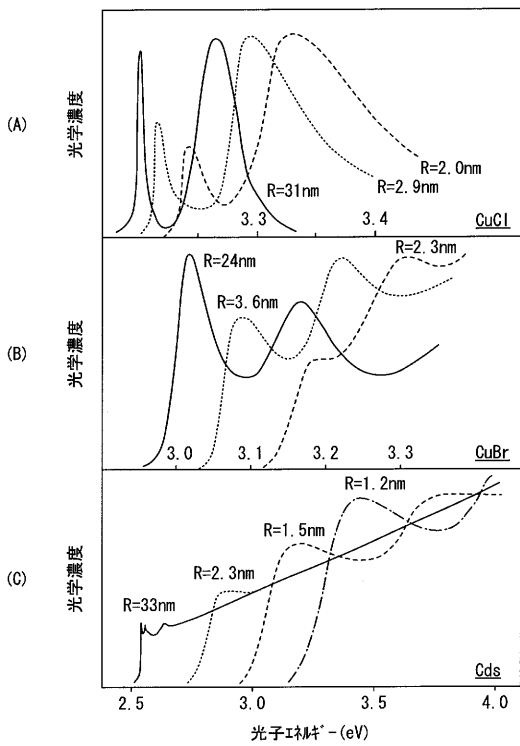 (A)
光学濃度
R=31nm
R=2.0nm
R=2.9nm
3.3
3.4
CuCl
(B)
光学濃度
R=24nm
R=3.6nm
R=2.3nm
3.0
3.1
3.2
3.3
CuBr
(C)
光学濃度
R=33nm
R=2.3nm
R=1.5nm
R=1.2nm
Cds
2.5
3.0
3.5
4.0
光子エネルギー(eV)